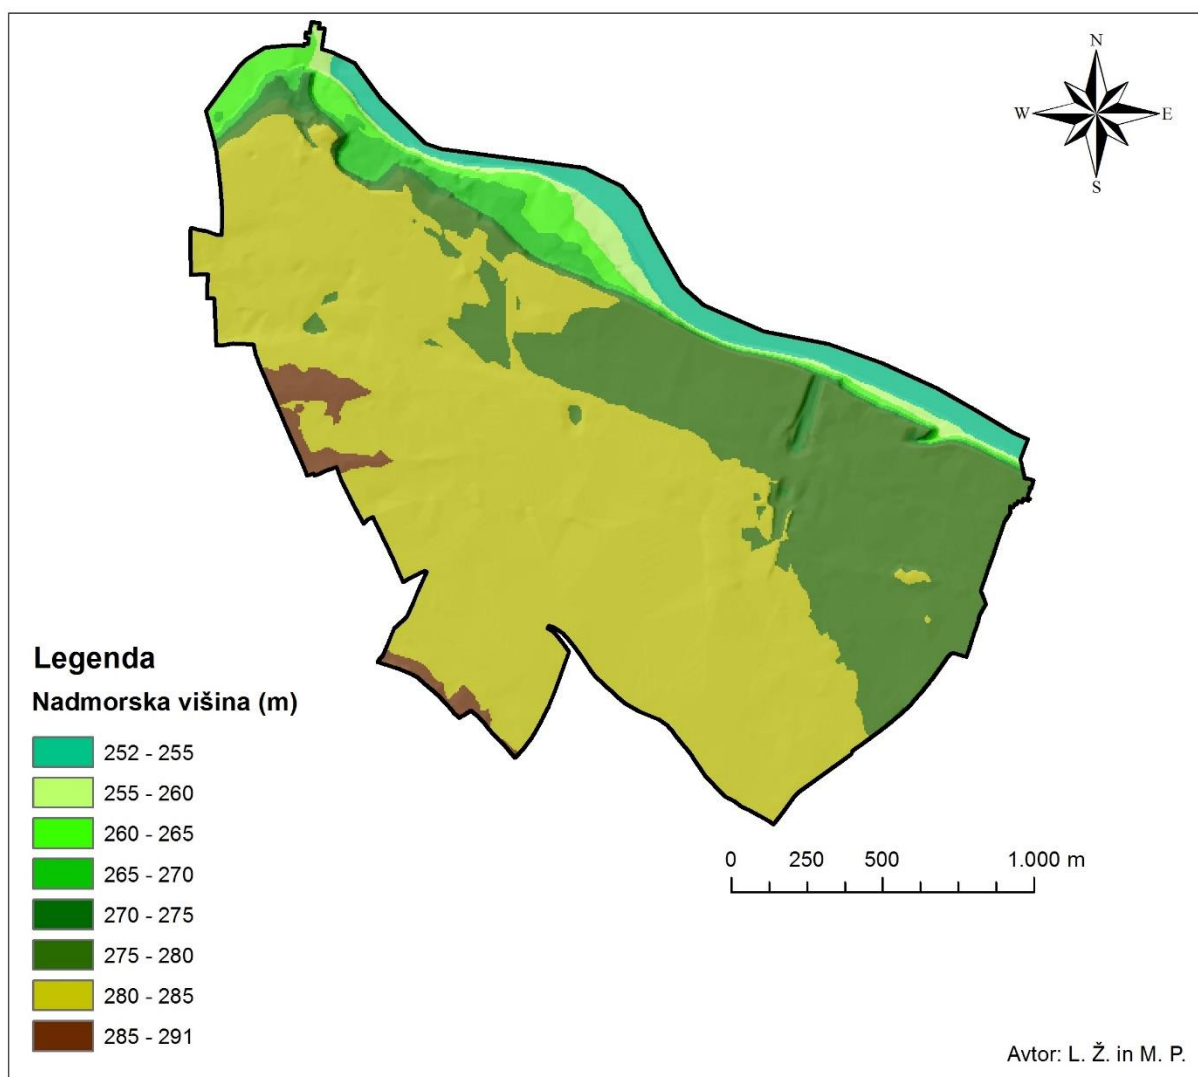 N
W E
S
Legenda
Nadmorska višina (m)
252 - 255
255 - 260
260 - 265
265 - 270
270 - 275
275 - 280
280 - 285
285 - 291
0 250 500 1.000 m
Avtor: L. Ž. in M. P.